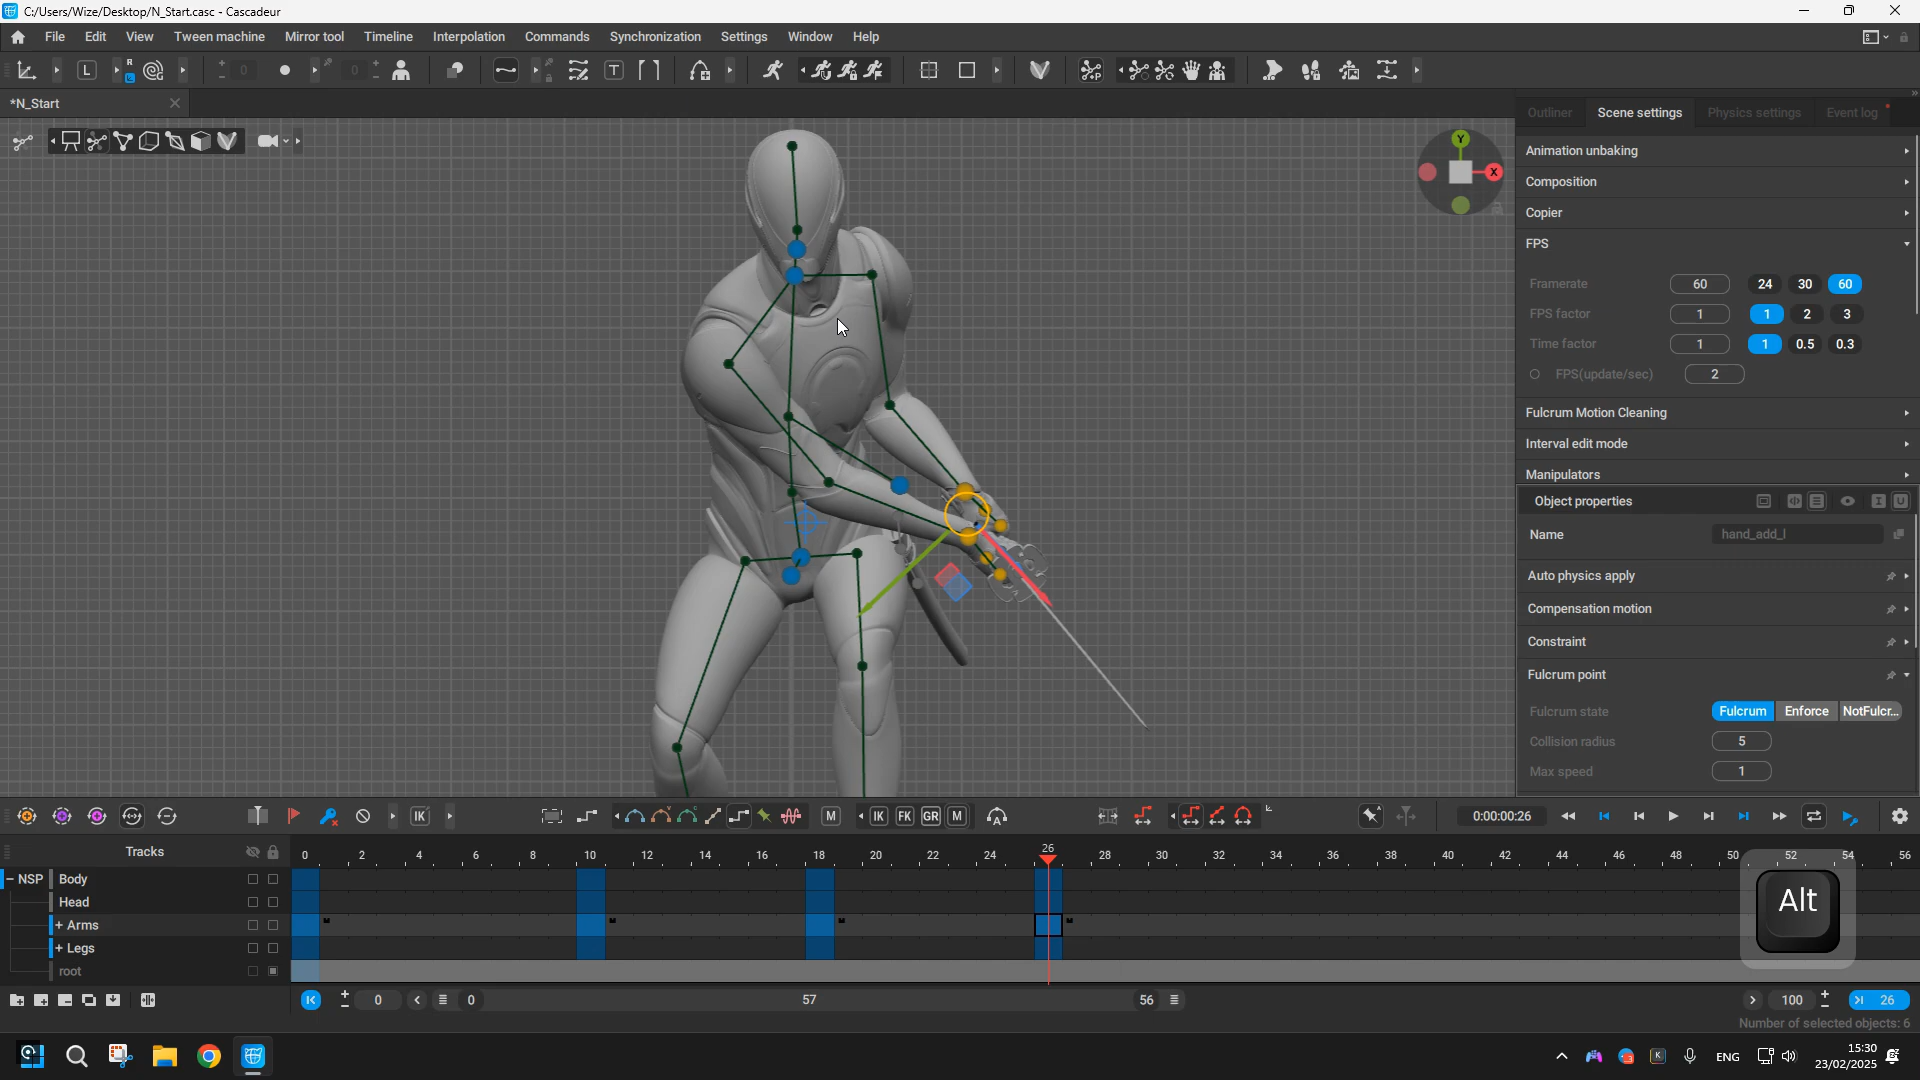 C:/Users/Wize/Desktop/N_Start.casc - Cascadeur
File Edit View Tween machine Mirror tool Timeline Interpolation Commands Synchronization Settings Window Help
L R L 0 0 T P
*N_Start
Outliner Scene settings Physics settings Event log
Y
X
Animation unbaking
Composition
Copier
FPS
Framerate 60 24 30 60
FPS factor 1 1 2 3
Time factor 1 1 0.5 0.3
FPS(update/sec) 2
Fulcrum Motion Cleaning
Interval edit mode
Manipulators
Object properties
Name hand_add_l
Auto physics apply
Compensation motion
Constraint
Fulcrum point
Fulcrum state Fulcrum Enforce NotFulcr...
Collision radius 5
Max speed 1
IK M IK FK GR M 0:00:00:26
Tracks 0 2 4 6 8 10 12 14 16 18 20 22 24 26 28 30 32 34 36 38 40 42 44 46 48 50 52 54 56
NSP Body
Head
+ Arms
+ Legs
root
Alt
0 0 57 56 100 26
Number of selected objects: 6
ENG 15:30
23/02/2025